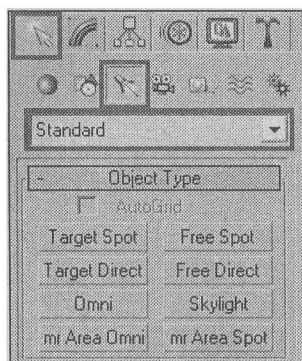 Standard
- Object Type
AutoGrid
Target Spot Free Spot
Target Direct Free Direct
Omni Skylight
mr Area Omni mr Area Spot